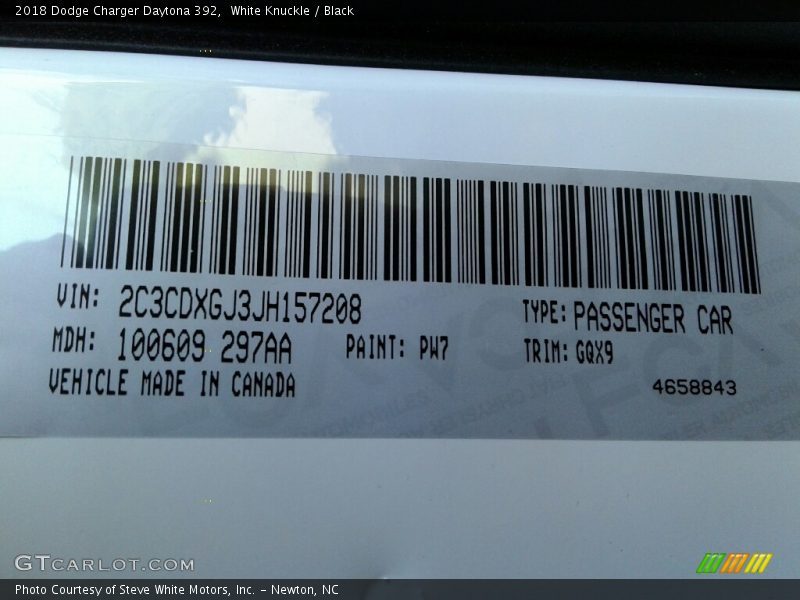 2018 Dodge Charger Daytona 392, White Knuckle / Black
VIN: 2C3CDXGJ3JH157208
TYPE: PASSENGER CAR
MDH: 100609 297AA
PAINT: PW7
TRIM: GQX9
VEHICLE MADE IN CANADA
4658843
GTCARLOT.COM
Photo Courtesy of Steve White Motors, Inc. - Newton, NC